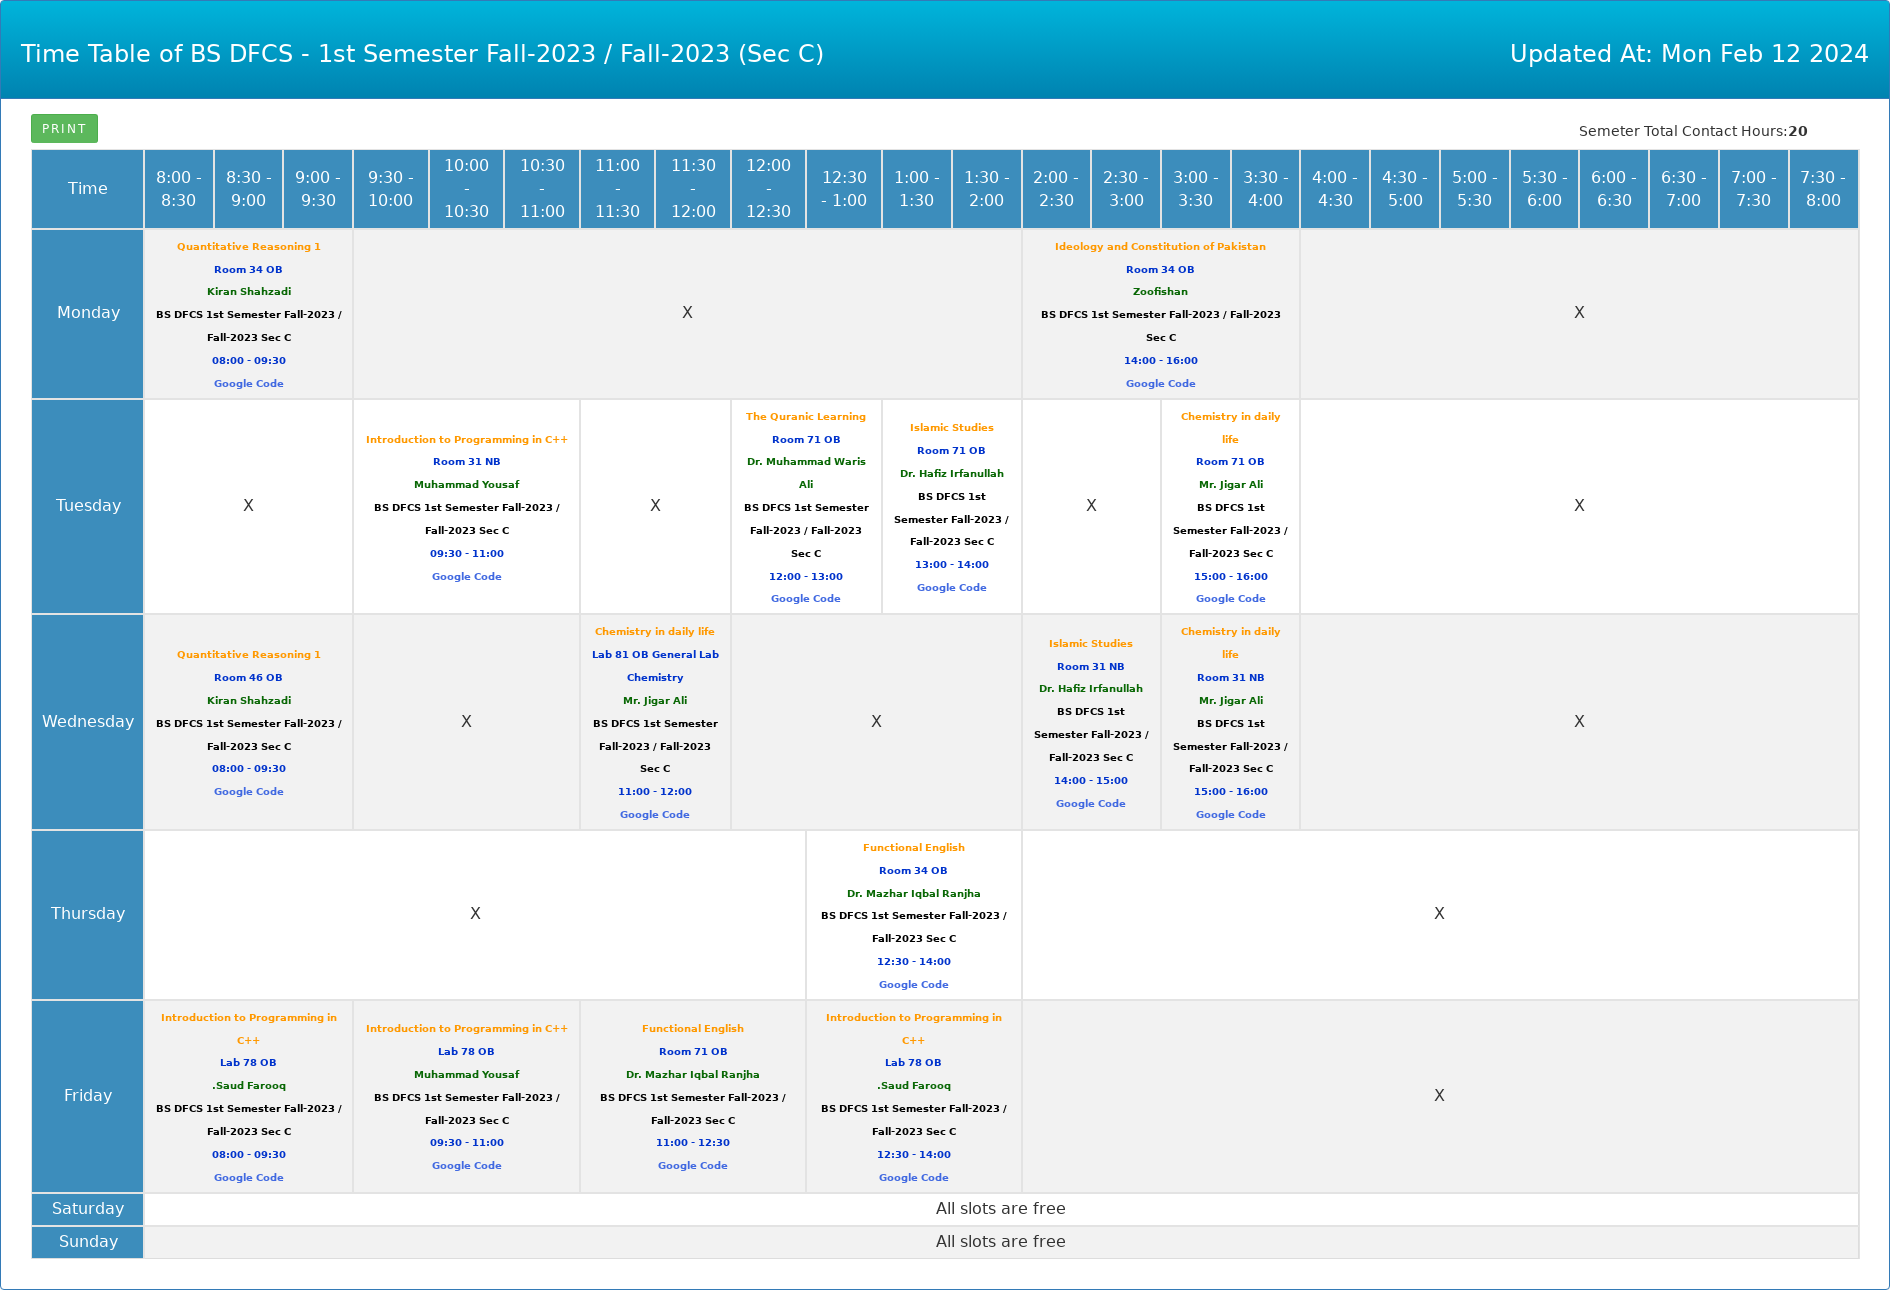 Time Table of BS DFCS - 1st Semester Fall-2023 / Fall-2023 (Sec C)
Updated At: Mon Feb 12 2024
PRINT
Semeter Total Contact Hours:20
Time
8:00 -
8:30
8:30 -
9:00
9:00 -
9:30
9:30 -
10:00
10:00
-
10:30
10:30
-
11:00
11:00
-
11:30
11:30
-
12:00
12:00
-
12:30
12:30
- 1:00
1:00 -
1:30
1:30 -
2:00
2:00 -
2:30
2:30 -
3:00
3:00 -
3:30
3:30 -
4:00
4:00 -
4:30
4:30 -
5:00
5:00 -
5:30
5:30 -
6:00
6:00 -
6:30
6:30 -
7:00
7:00 -
7:30
7:30 -
8:00
Monday
Quantitative Reasoning 1
Room 34 OB
Kiran Shahzadi
BS DFCS 1st Semester Fall-2023 /
Fall-2023 Sec C
08:00 - 09:30
Google Code
X
Ideology and Constitution of Pakistan
Room 34 OB
Zoofishan
BS DFCS 1st Semester Fall-2023 / Fall-2023
Sec C
14:00 - 16:00
Google Code
X
Tuesday
X
Introduction to Programming in C++
Room 31 NB
Muhammad Yousaf
BS DFCS 1st Semester Fall-2023 /
Fall-2023 Sec C
09:30 - 11:00
Google Code
X
The Quranic Learning
Room 71 OB
Dr. Muhammad Waris
Ali
BS DFCS 1st Semester
Fall-2023 / Fall-2023
Sec C
12:00 - 13:00
Google Code
Islamic Studies
Room 71 OB
Dr. Hafiz Irfanullah
BS DFCS 1st
Semester Fall-2023 /
Fall-2023 Sec C
13:00 - 14:00
Google Code
X
Chemistry in daily
life
Room 71 OB
Mr. Jigar Ali
BS DFCS 1st
Semester Fall-2023 /
Fall-2023 Sec C
15:00 - 16:00
Google Code
X
Wednesday
Quantitative Reasoning 1
Room 46 OB
Kiran Shahzadi
BS DFCS 1st Semester Fall-2023 /
Fall-2023 Sec C
08:00 - 09:30
Google Code
X
Chemistry in daily life
Lab 81 OB General Lab
Chemistry
Mr. Jigar Ali
BS DFCS 1st Semester
Fall-2023 / Fall-2023
Sec C
11:00 - 12:00
Google Code
X
Islamic Studies
Room 31 NB
Dr. Hafiz Irfanullah
BS DFCS 1st
Semester Fall-2023 /
Fall-2023 Sec C
14:00 - 15:00
Google Code
Chemistry in daily
life
Room 31 NB
Mr. Jigar Ali
BS DFCS 1st
Semester Fall-2023 /
Fall-2023 Sec C
15:00 - 16:00
Google Code
X
Thursday
X
Functional English
Room 34 OB
Dr. Mazhar Iqbal Ranjha
BS DFCS 1st Semester Fall-2023 /
Fall-2023 Sec C
12:30 - 14:00
Google Code
X
Friday
Introduction to Programming in
C++
Lab 78 OB
.Saud Farooq
BS DFCS 1st Semester Fall-2023 /
Fall-2023 Sec C
08:00 - 09:30
Google Code
Introduction to Programming in C++
Lab 78 OB
Muhammad Yousaf
BS DFCS 1st Semester Fall-2023 /
Fall-2023 Sec C
09:30 - 11:00
Google Code
Functional English
Room 71 OB
Dr. Mazhar Iqbal Ranjha
BS DFCS 1st Semester Fall-2023 /
Fall-2023 Sec C
11:00 - 12:30
Google Code
Introduction to Programming in
C++
Lab 78 OB
.Saud Farooq
BS DFCS 1st Semester Fall-2023 /
Fall-2023 Sec C
12:30 - 14:00
Google Code
X
Saturday
All slots are free
Sunday
All slots are free